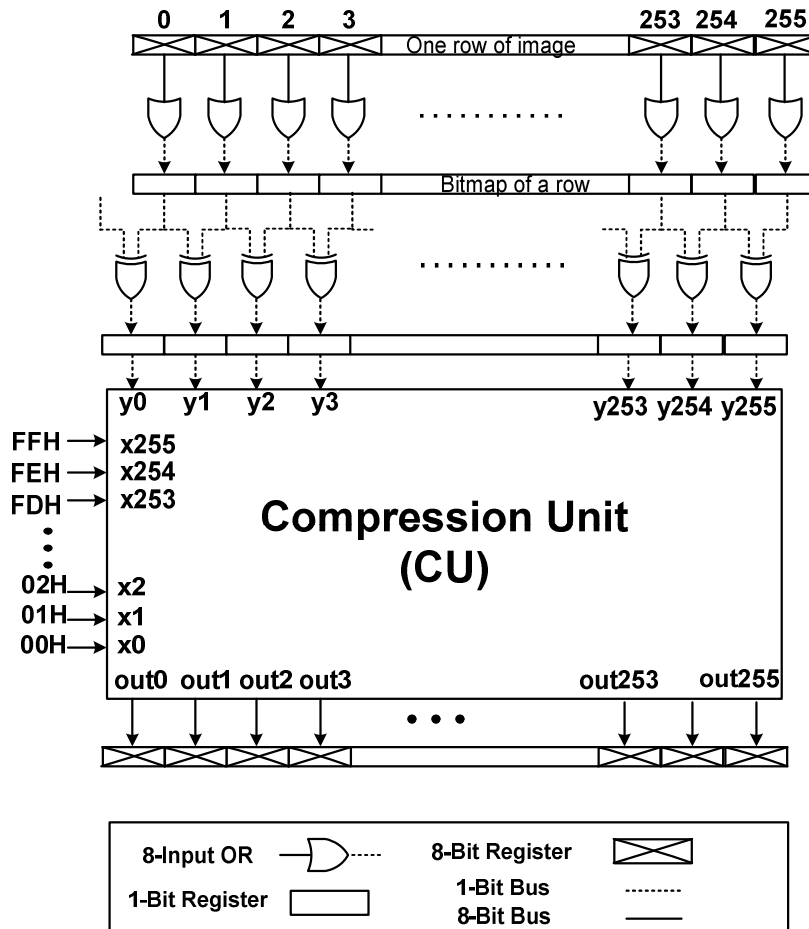 0 1 2 3 253 254 255
One row of image
Bitmap of a row
y0 y1 y2 y3 y253 y254 y255
FFH x255
FEH x254
FDH x253
Compression Unit
(CU)
02H x2
01H x1
00H x0
out0 out1 out2 out3 out253 out255
8-Input OR 8-Bit Register
1-Bit Register 1-Bit Bus
8-Bit Bus